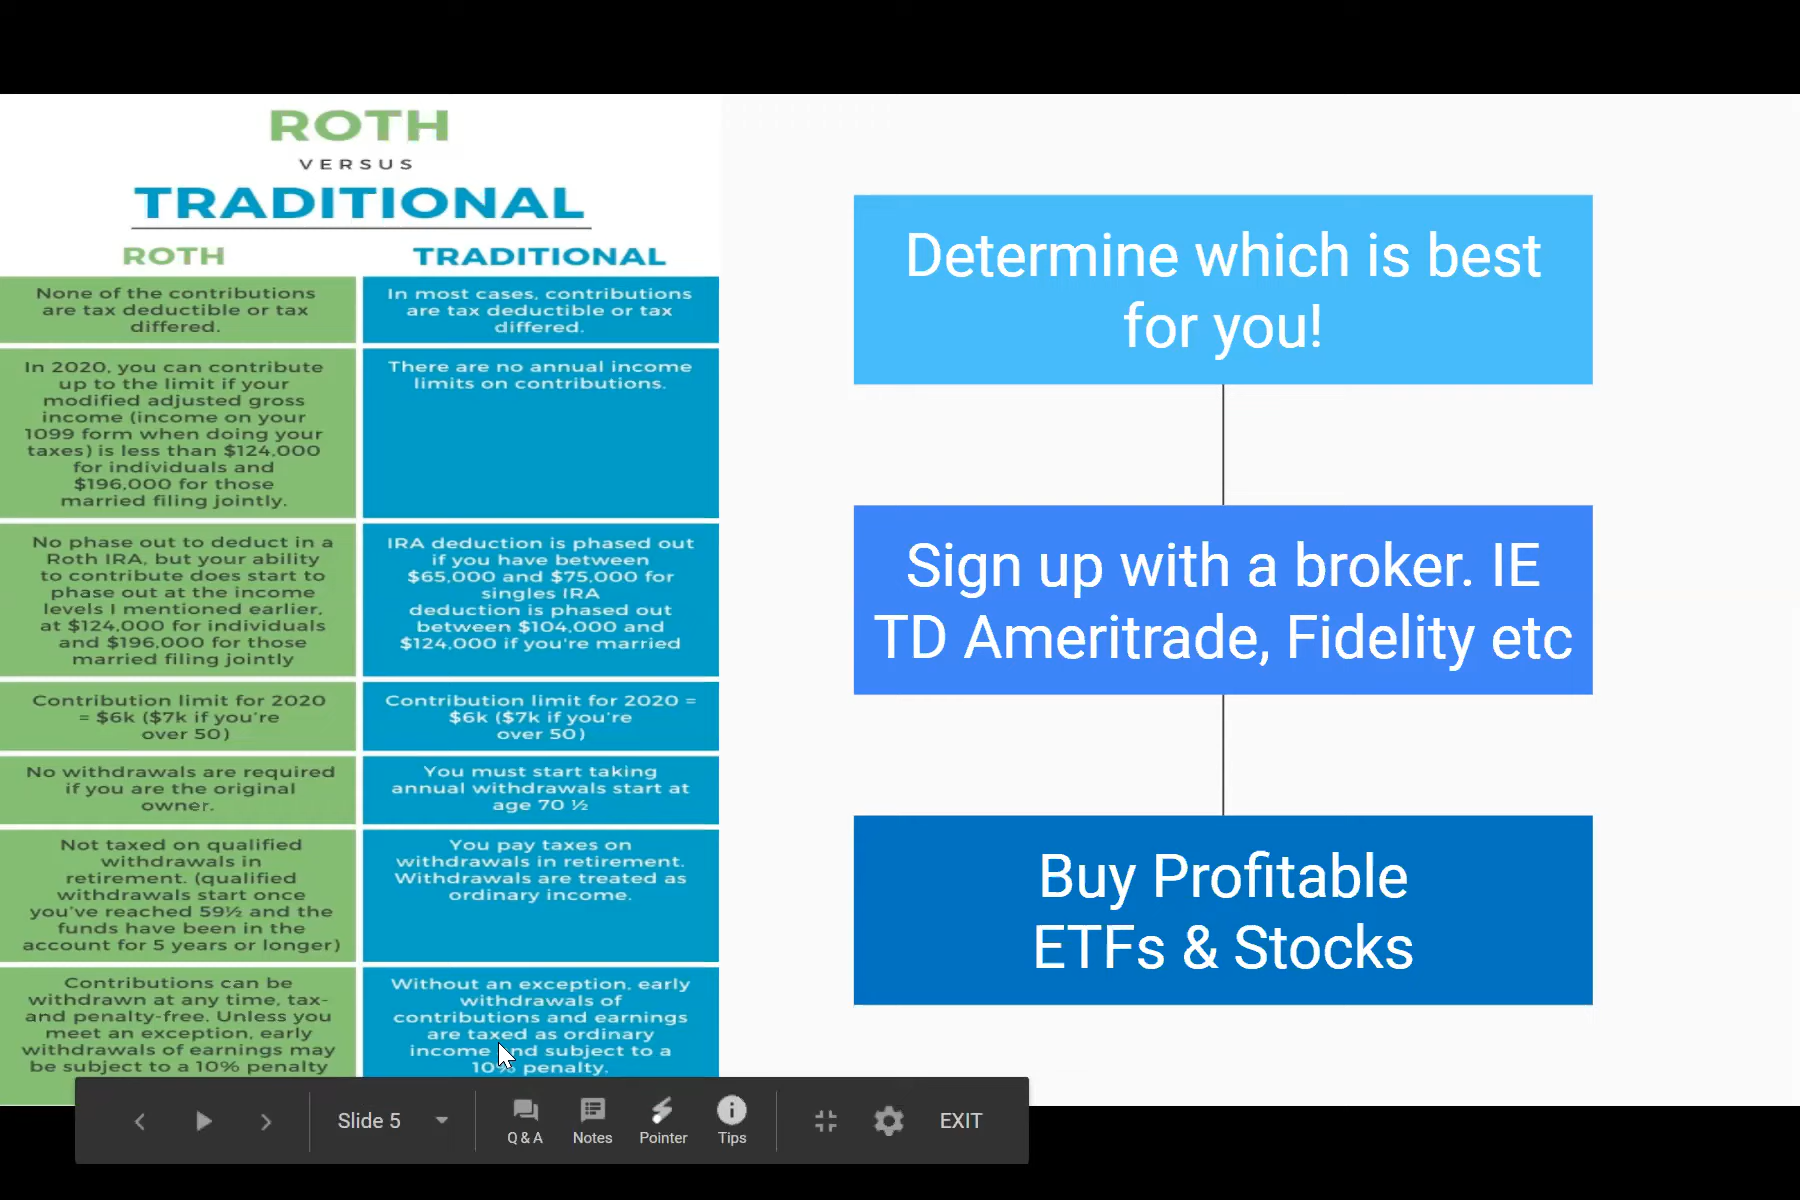 ROTH
VERSUS
TRADITIONAL
ROTH
TRADITIONAL
None of the contributions
are tax deductible or tax
differed.
In most cases, contributions
are tax deductible or tax
differed.
In 2020, you can contribute
up to the limit if your
modified adjusted gross
income (income on your
1099 form when doing your
taxes) is less than $124,000
for individuals and
$196,000 for those
married filing jointly.
There are no annual income
limits on contributions.
No phase out to deduct in a
Roth IRA, but your ability
to contribute does start to
phase out at the income
levels I mentioned earlier,
at $124,000 for individuals
and $196,000 for those
married filing jointly
IRA deduction is phased out
if you have between
$65,000 and $75,000 for
singles IRA
deduction is phased out
between $104,000 and
$124,000 if you're married
Contribution limit for 2020
= $6k ($7k if you're
over 50)
Contribution limit for 2020 =
$6k ($7k if you're
over 50)
No withdrawals are required
if you are the original
owner.
You must start taking
annual withdrawals start at
age 70 ½
Not taxed on qualified
withdrawals in
retirement. (qualified
withdrawals start once
you've reached 59½ and the
funds have been in the
account for 5 years or longer)
You pay taxes on
withdrawals in retirement.
Withdrawals are treated as
ordinary income.
Contributions can be
withdrawn at any time, tax-
and penalty-free. Unless you
meet an exception, early
withdrawals of earnings may
be subject to a 10% penalty
Without an exception, early
withdrawals of
contributions and earnings
are taxed as ordinary
income and subject to a
10% penalty.
Determine which is best
for you!
Sign up with a broker. IE
TD Ameritrade, Fidelity etc
Buy Profitable
ETFs & Stocks
Slide 5
Q & A
Notes
Pointer
Tips
EXIT